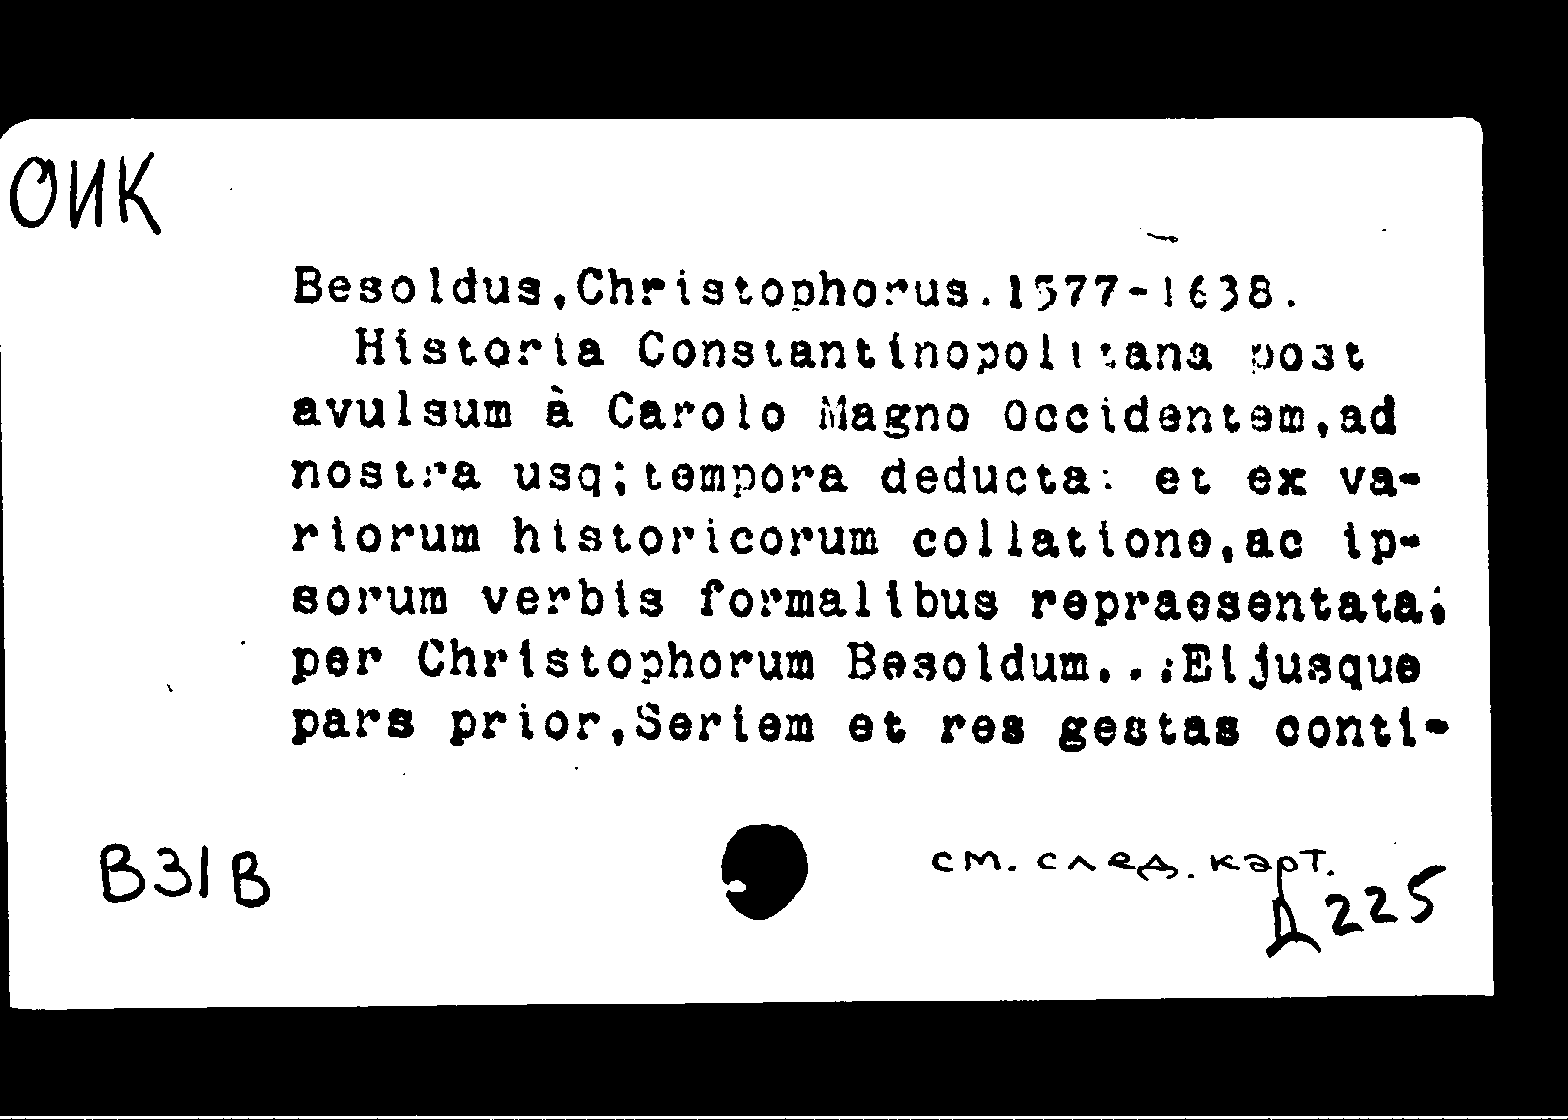 ОИК
Besoldus,Christophorus.1577-1638.
Historia Constantinopolitana post
avulsum à Carolo Magno Occidentem,ad
nostra usq;tempora deducta: et ex va-
riorum historicorum collatione,ac ip-
sorum verbis formalibus repraesentata;
per Christophorum Besoldum..:Eijusque
pars prior,Seriem et res gestas conti-
В31В
см. след. карт.
Д225